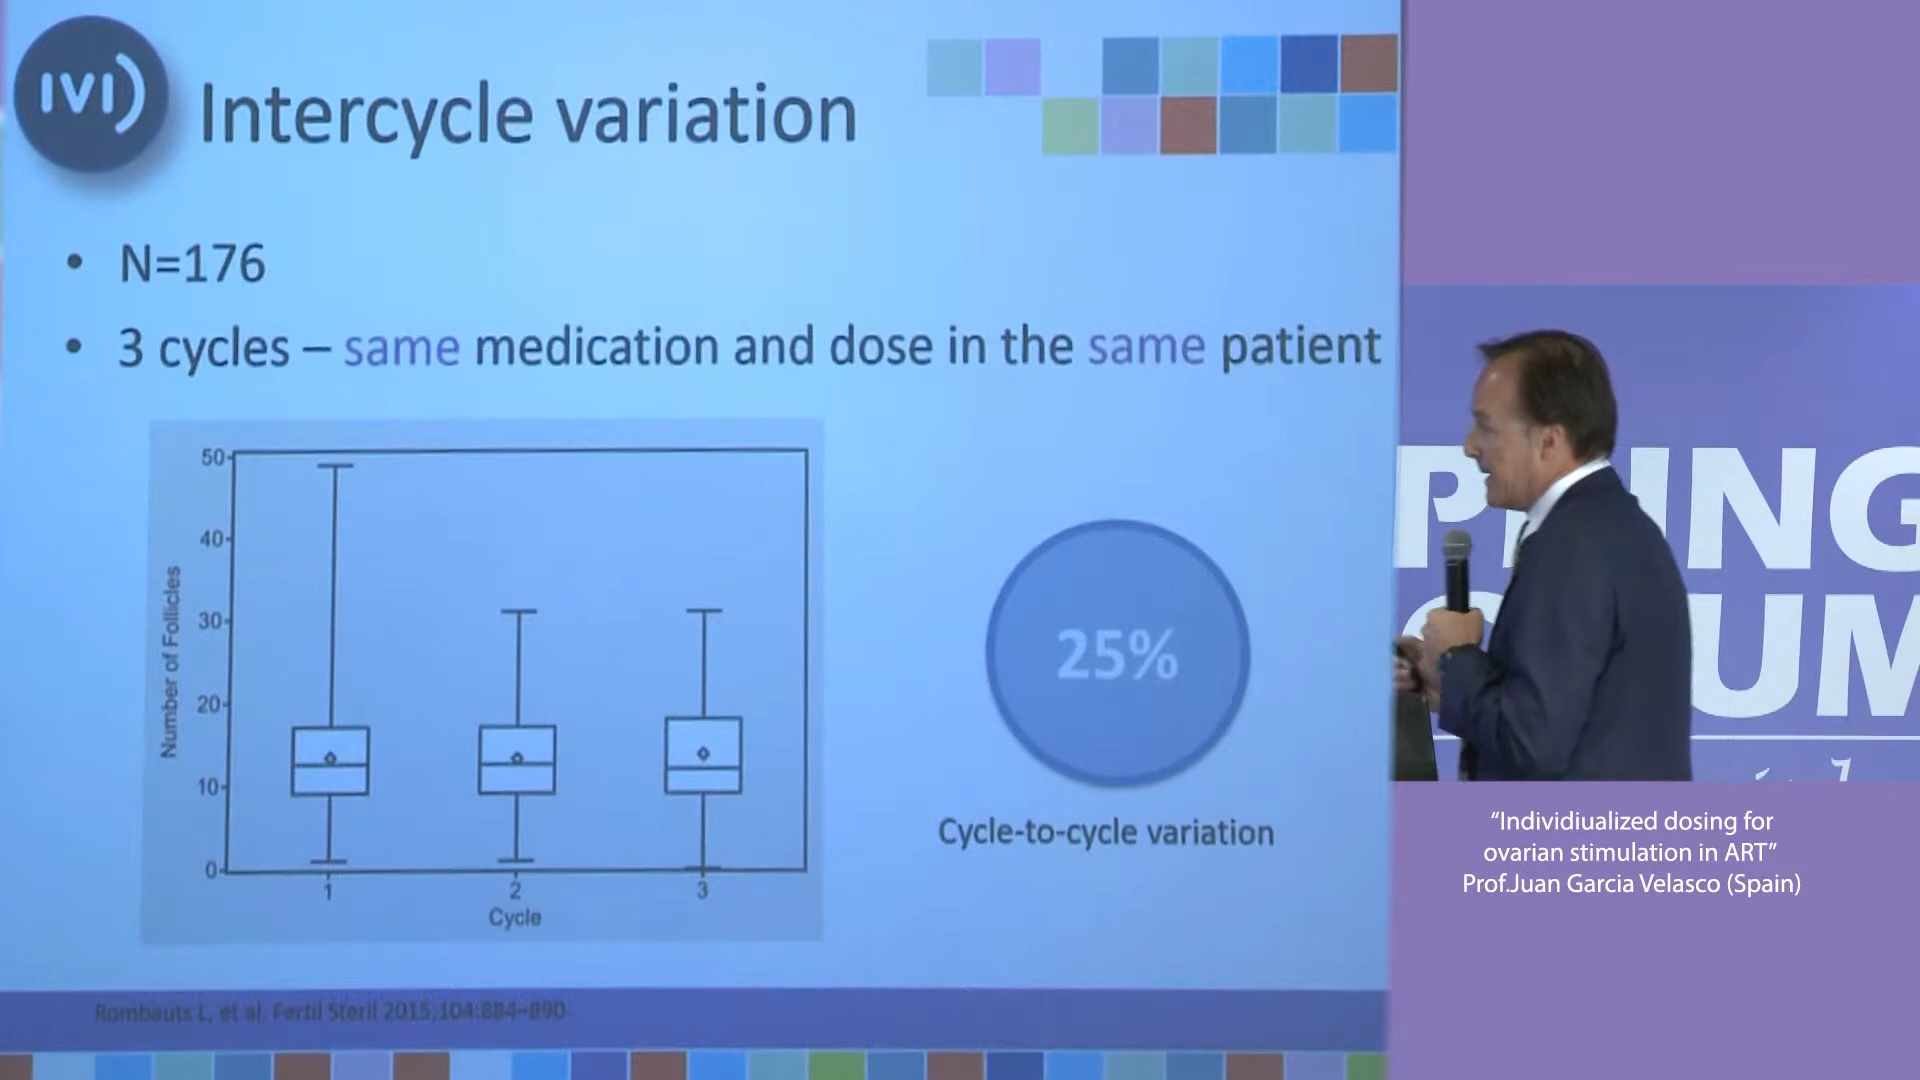 IVI
Intercycle variation
• N=176
• 3 cycles – same medication and dose in the same patient
50
40
30
20
10
0
Number of Follicles
1
2
3
Cycle
25%
Cycle-to-cycle variation
Rombauts L, et al. Fertil Steril 2015;104:884–890
“Individiualized dosing for
ovarian stimulation in ART”
Prof.Juan Garcia Velasco (Spain)